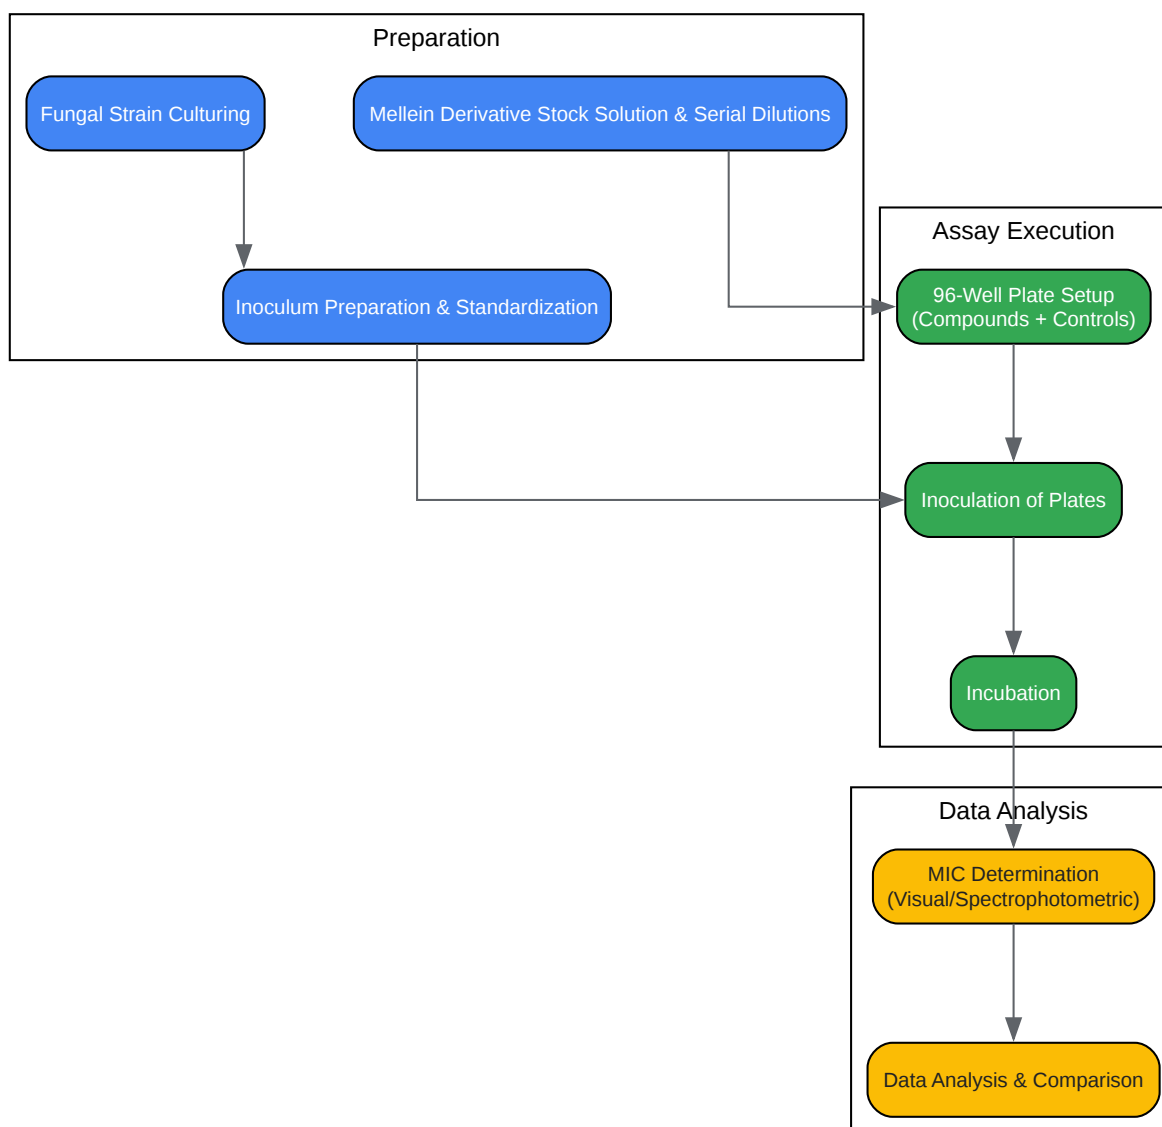 Preparation
Fungal Strain Culturing
Mellein Derivative Stock Solution & Serial Dilutions
Inoculum Preparation & Standardization
Assay Execution
96-Well Plate Setup
(Compounds + Controls)
Inoculation of Plates
Incubation
Data Analysis
MIC Determination
(Visual/Spectrophotometric)
Data Analysis & Comparison